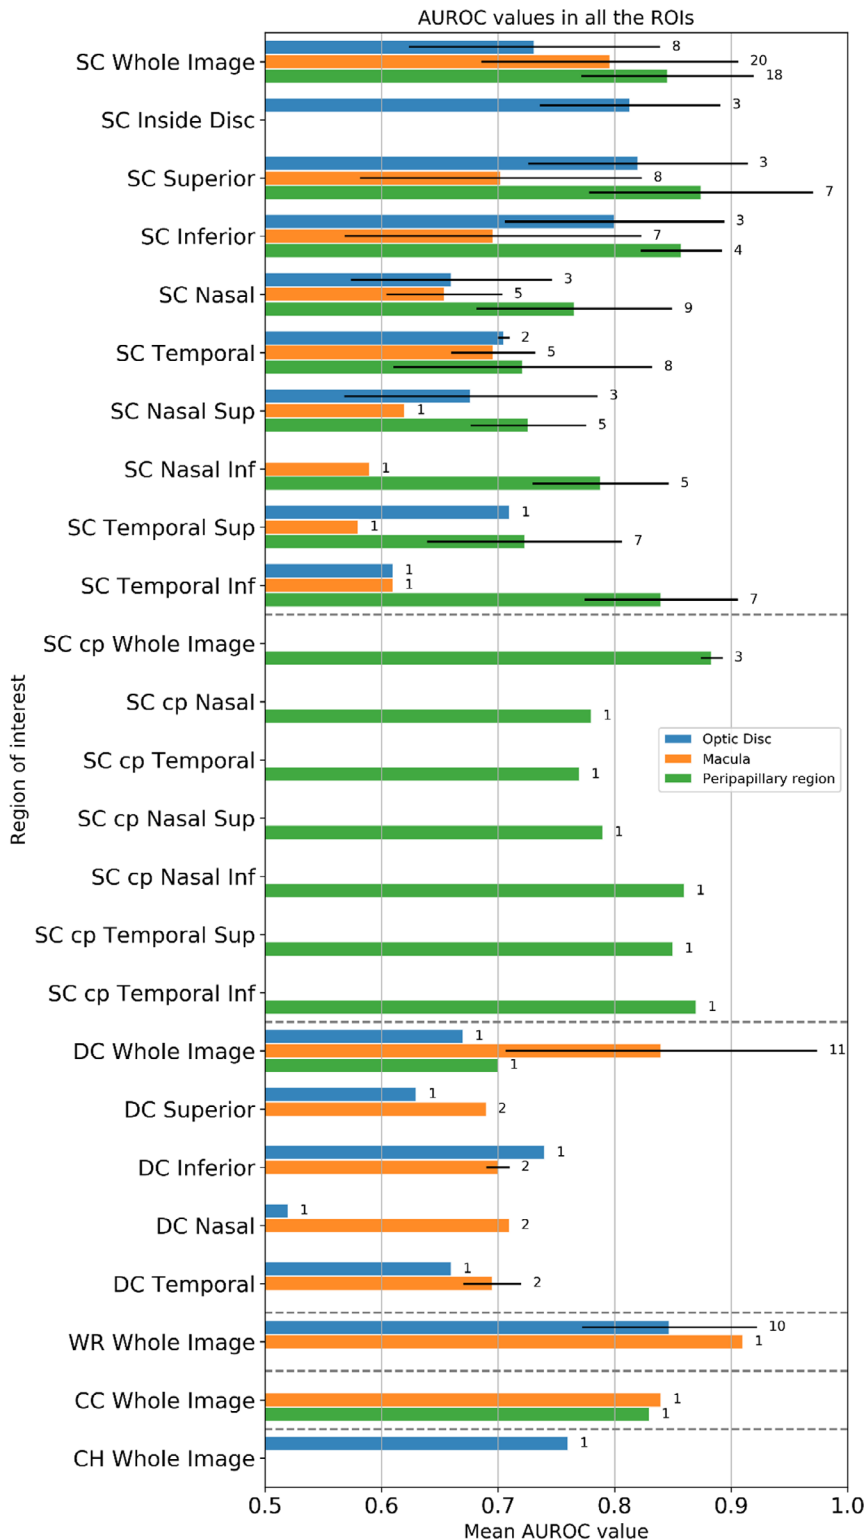 AUROC values in all the ROIs
SC Whole Image
8
20
18
SC Inside Disc
3
SC Superior
3
8
7
SC Inferior
3
7
4
SC Nasal
3
5
9
SC Temporal
2
5
8
SC Nasal Sup
3
1
5
SC Nasal Inf
1
5
SC Temporal Sup
1
1
7
SC Temporal Inf
1
1
7
SC cp Whole Image
3
SC cp Nasal
1
SC cp Temporal
1
SC cp Nasal Sup
1
SC cp Nasal Inf
1
SC cp Temporal Sup
1
SC cp Temporal Inf
1
DC Whole Image
1
11
1
DC Superior
1
2
DC Inferior
1
2
DC Nasal
1
2
DC Temporal
1
2
WR Whole Image
10
1
CC Whole Image
1
1
CH Whole Image
1
Region of interest
Optic Disc
Macula
Peripapillary region
0.5 0.6 0.7 0.8 0.9 1.0
Mean AUROC value